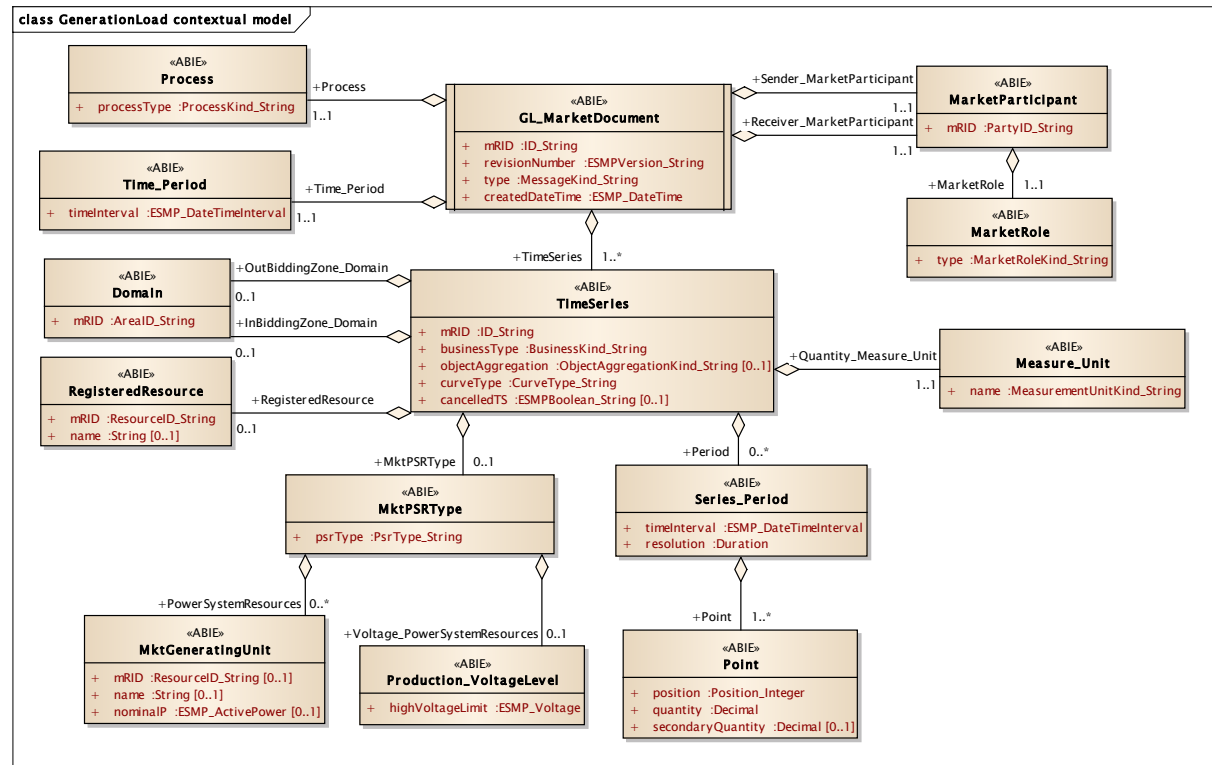 class GenerationLoad contextual model
«ABIE»
Process
+ processType :ProcessKind_String
+Process
1..1
«ABIE»
GL_MarketDocument
+ mRID :ID_String
+ revisionNumber :ESMPVersion_String
+ type :MessageKind_String
+ createdDateTime :ESMP_DateTime
+Sender_MarketParticipant
1..1
+Receiver_MarketParticipant
1..1
«ABIE»
MarketParticipant
+ mRID :PartyID_String
+MarketRole
1..1
«ABIE»
MarketRole
+ type :MarketRoleKind_String
«ABIE»
Time_Period
+ timeInterval :ESMP_DateTimeInterval
+Time_Period
1..1
+TimeSeries
1..*
«ABIE»
Domain
+ mRID :AreaID_String
+OutBiddingZone_Domain
0..1
+InBiddingZone_Domain
0..1
«ABIE»
TimeSeries
+ mRID :ID_String
+ businessType :BusinessKind_String
+ objectAggregation :ObjectAggregationKind_String [0..1]
+ curveType :CurveType_String
+ cancelledTS :ESMPBoolean_String [0..1]
+Quantity_Measure_Unit
1..1
«ABIE»
Measure_Unit
+ name :MeasurementUnitKind_String
«ABIE»
RegisteredResource
+ mRID :ResourceID_String
+ name :String [0..1]
+RegisteredResource
0..1
+MktPSRType
0..1
+Period
0..*
«ABIE»
MktPSRType
+ psrType :PsrType_String
«ABIE»
Series_Period
+ timeInterval :ESMP_DateTimeInterval
+ resolution :Duration
+PowerSystemResources
0..*
+Voltage_PowerSystemResources
0..1
+Point
1..*
«ABIE»
MktGeneratingUnit
+ mRID :ResourceID_String [0..1]
+ name :String [0..1]
+ nominalP :ESMP_ActivePower [0..1]
«ABIE»
Production_VoltageLevel
+ highVoltageLimit :ESMP_Voltage
«ABIE»
Point
+ position :Position_Integer
+ quantity :Decimal
+ secondaryQuantity :Decimal [0..1]